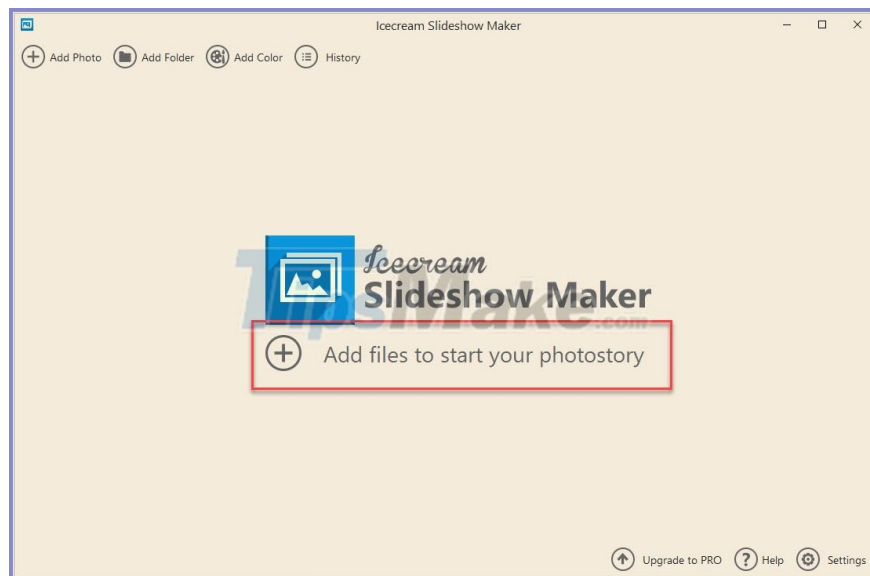 Icecream Slideshow Maker
Add Photo Add Folder Add Color History
Icecream
Slideshow Maker
TipsMake.com
Add files to start your photostory
Upgrade to PRO ? Help Settings